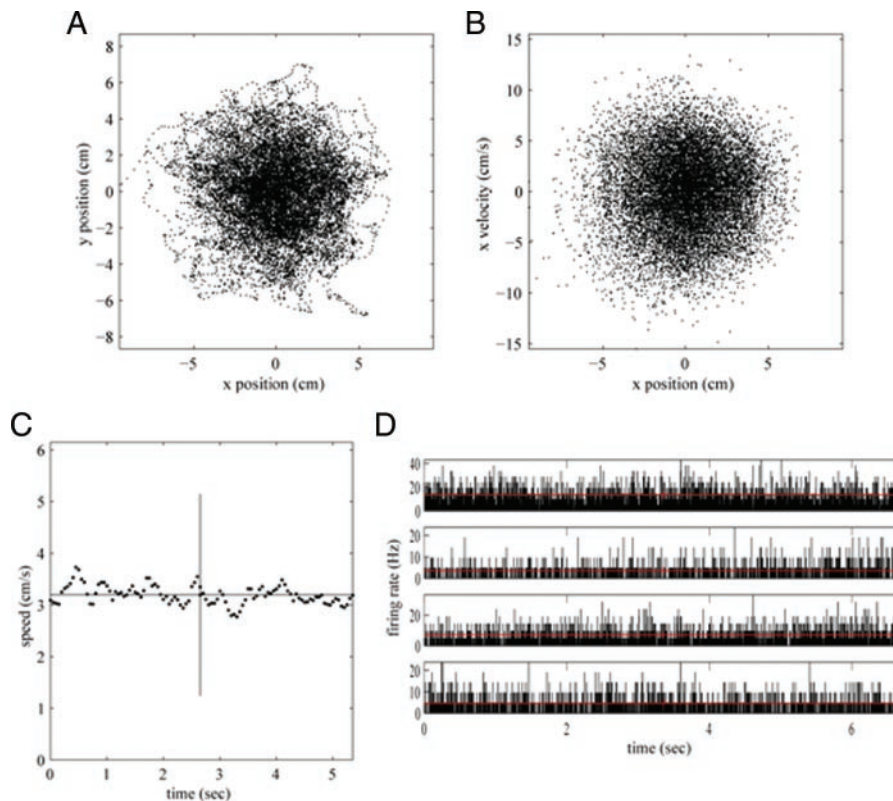 A
8
6
4
2
0
−2
−4
−6
−8
y position (cm)
−5 0 5
x position (cm)
B
15
10
5
0
−5
−10
−15
x velocity (cm/s)
−5 0 5
x position (cm)
C
6
5
4
3
2
1
0
speed (cm/s)
0 1 2 3 4 5
time (sec)
D
firing rate (Hz)
40
20
0
20
10
0
20
10
0
20
10
0
0 2 4 6
time (sec)